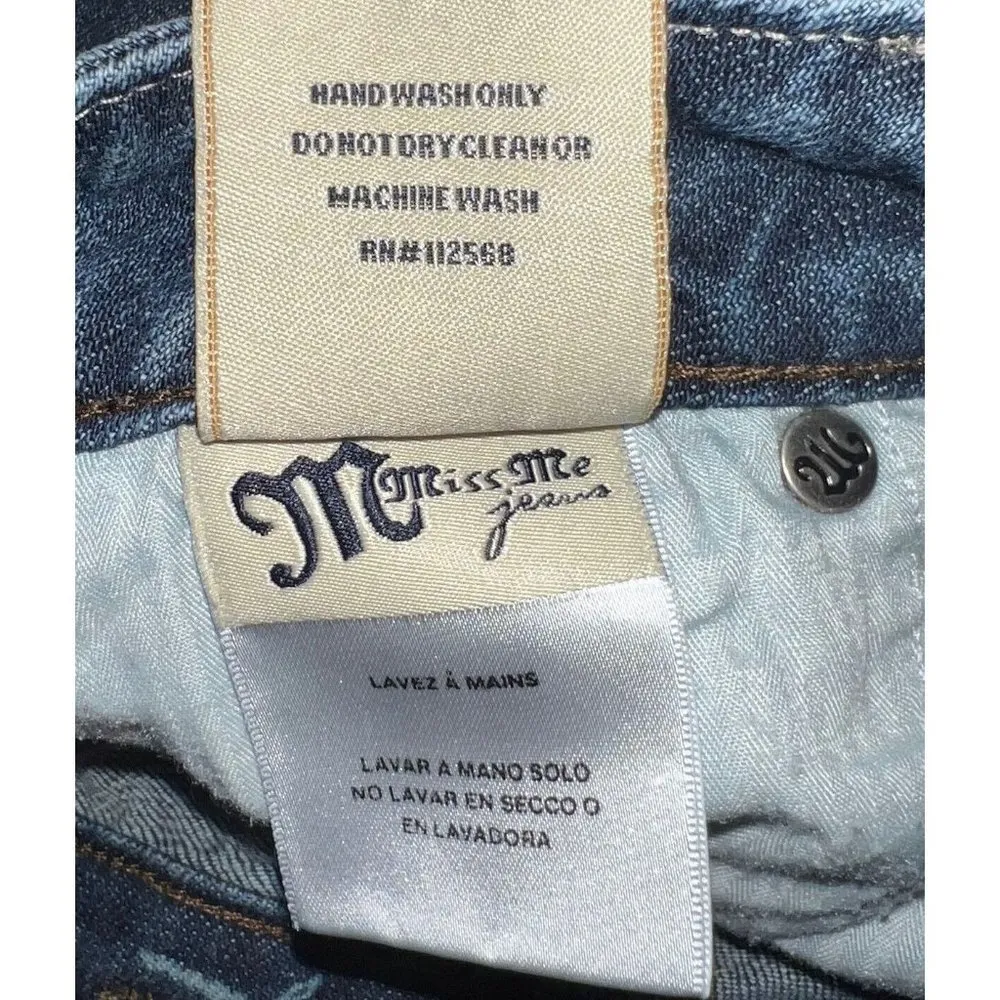 HAND WASH ONLY
DO NOT DRY CLEAN OR
MACHINE WASH
RN#112568
M Miss Me
jeans
M
LAVEZ À MAINS
LAVAR A MANO SOLO
NO LAVAR EN SECCO O
EN LAVADORA